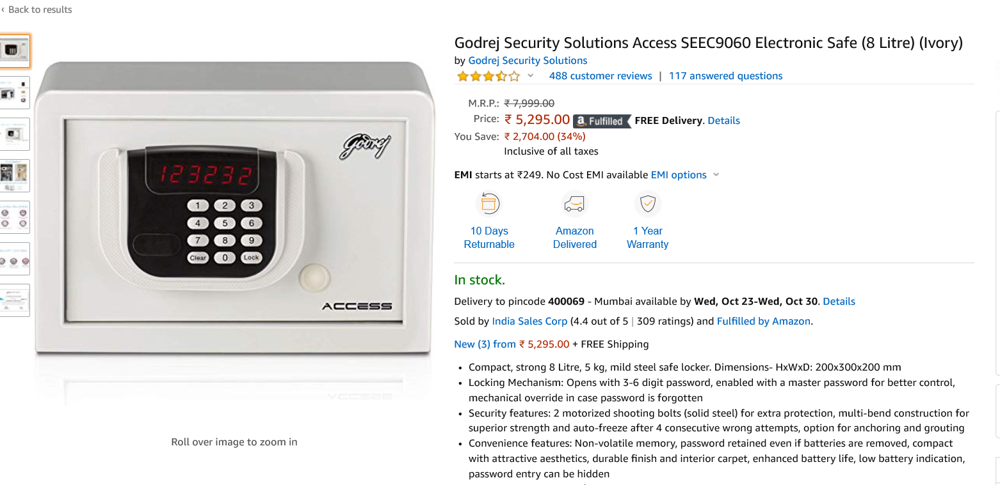 ‹ Back to results
Godrej Security Solutions Access SEEC9060 Electronic Safe (8 Litre) (Ivory)
by Godrej Security Solutions
488 customer reviews | 117 answered questions
M.R.P.: ₹ 7,999.00
Price: ₹ 5,295.00 a Fulfilled FREE Delivery. Details
You Save: ₹ 2,704.00 (34%)
Inclusive of all taxes
EMI starts at ₹249. No Cost EMI available EMI options
10 Days
Returnable
Amazon
Delivered
1 Year
Warranty
In stock.
Delivery to pincode 400069 - Mumbai available by Wed, Oct 23-Wed, Oct 30. Details
Sold by India Sales Corp (4.4 out of 5 | 309 ratings) and Fulfilled by Amazon.
New (3) from ₹ 5,295.00 + FREE Shipping
• Compact, strong 8 Litre, 5 kg, mild steel safe locker. Dimensions- HxWxD: 200x300x200 mm
• Locking Mechanism: Opens with 3-6 digit password, enabled with a master password for better control,
mechanical override in case password is forgotten
• Security features: 2 motorized shooting bolts (solid steel) for extra protection, multi-bend construction for
superior strength and auto-freeze after 4 consecutive wrong attempts, option for anchoring and grouting
• Convenience features: Non-volatile memory, password retained even if batteries are removed, compact
with attractive aesthetics, durable finish and interior carpet, enhanced battery life, low battery indication,
password entry can be hidden
Godrej
123232
1 2 3
4 5 6
7 8 9
Clear 0 Lock
ACCESS
Roll over image to zoom in